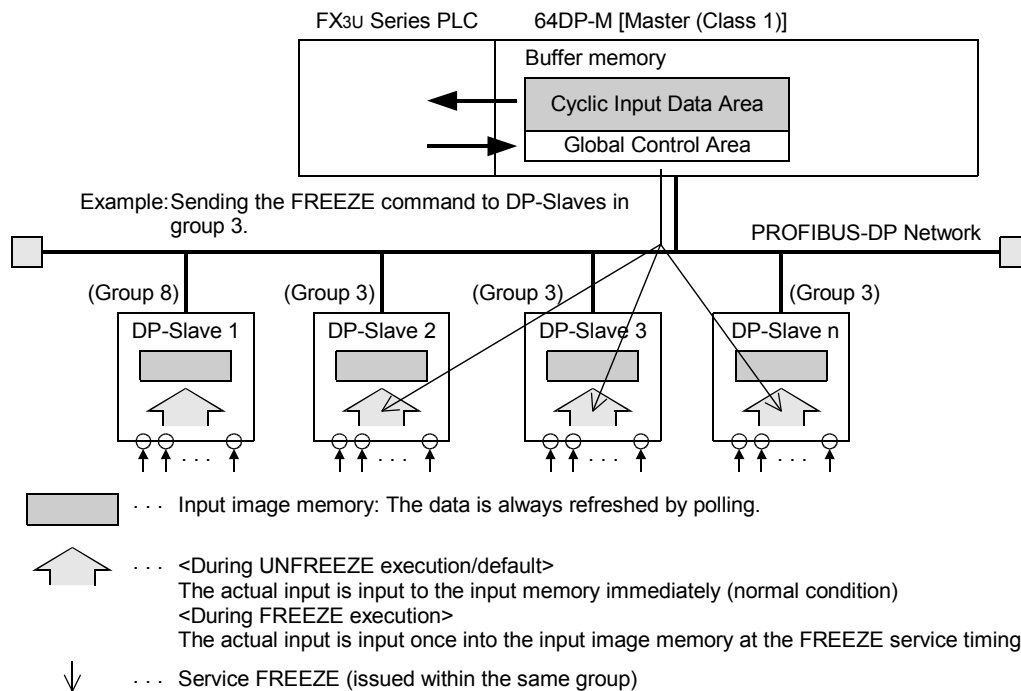 FX3U Series PLC
64DP-M [Master (Class 1)]
Buffer memory
Cyclic Input Data Area
Global Control Area
Example: Sending the FREEZE command to DP-Slaves in
group 3.
PROFIBUS-DP Network
(Group 8)
(Group 3)
(Group 3)
(Group 3)
DP-Slave 1
DP-Slave 2
DP-Slave 3
DP-Slave n
. . .
. . .
. . .
. . .
. . . Input image memory: The data is always refreshed by polling.
. . . <During UNFREEZE execution/default>
The actual input is input to the input memory immediately (normal condition)
<During FREEZE execution>
The actual input is input once into the input image memory at the FREEZE service timing
. . . Service FREEZE (issued within the same group)